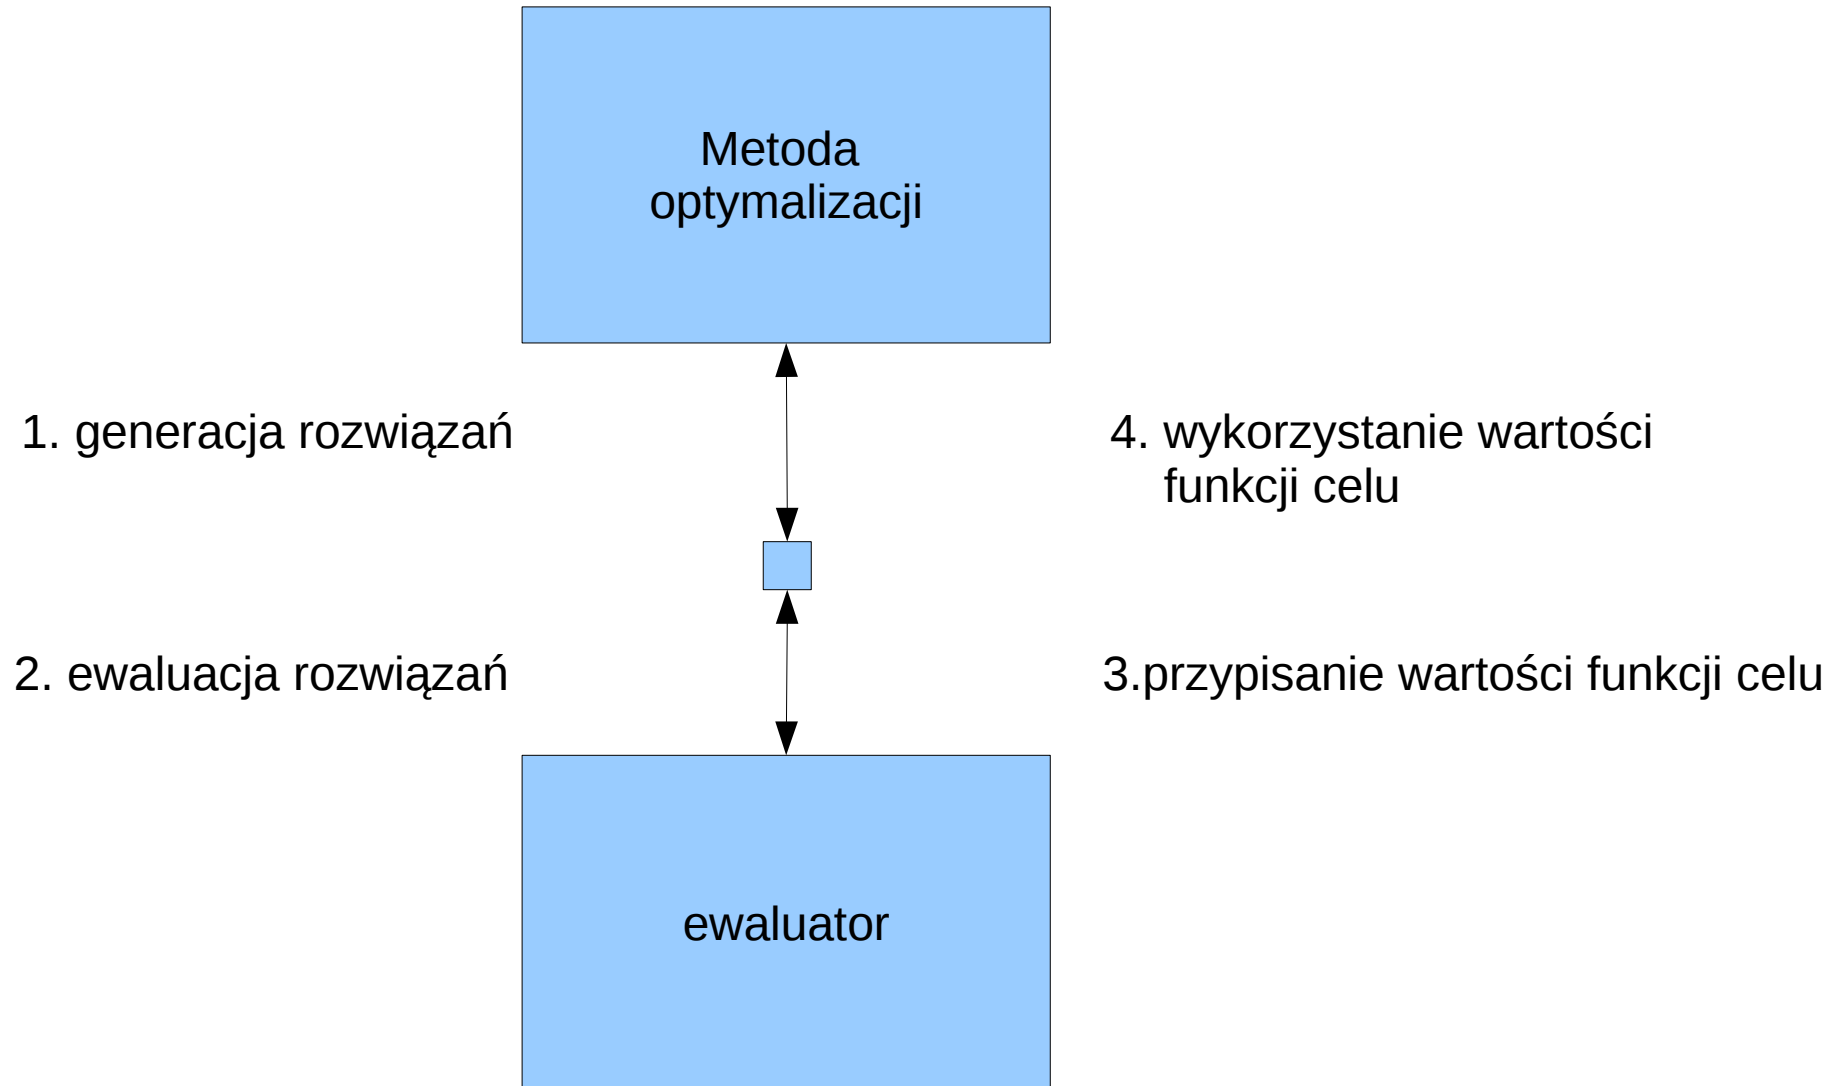 Metoda
optymalizacji
1. generacja rozwiązań
4. wykorzystanie wartości
funkcji celu
2. ewaluacja rozwiązań
3.przypisanie wartości funkcji celu
ewaluator